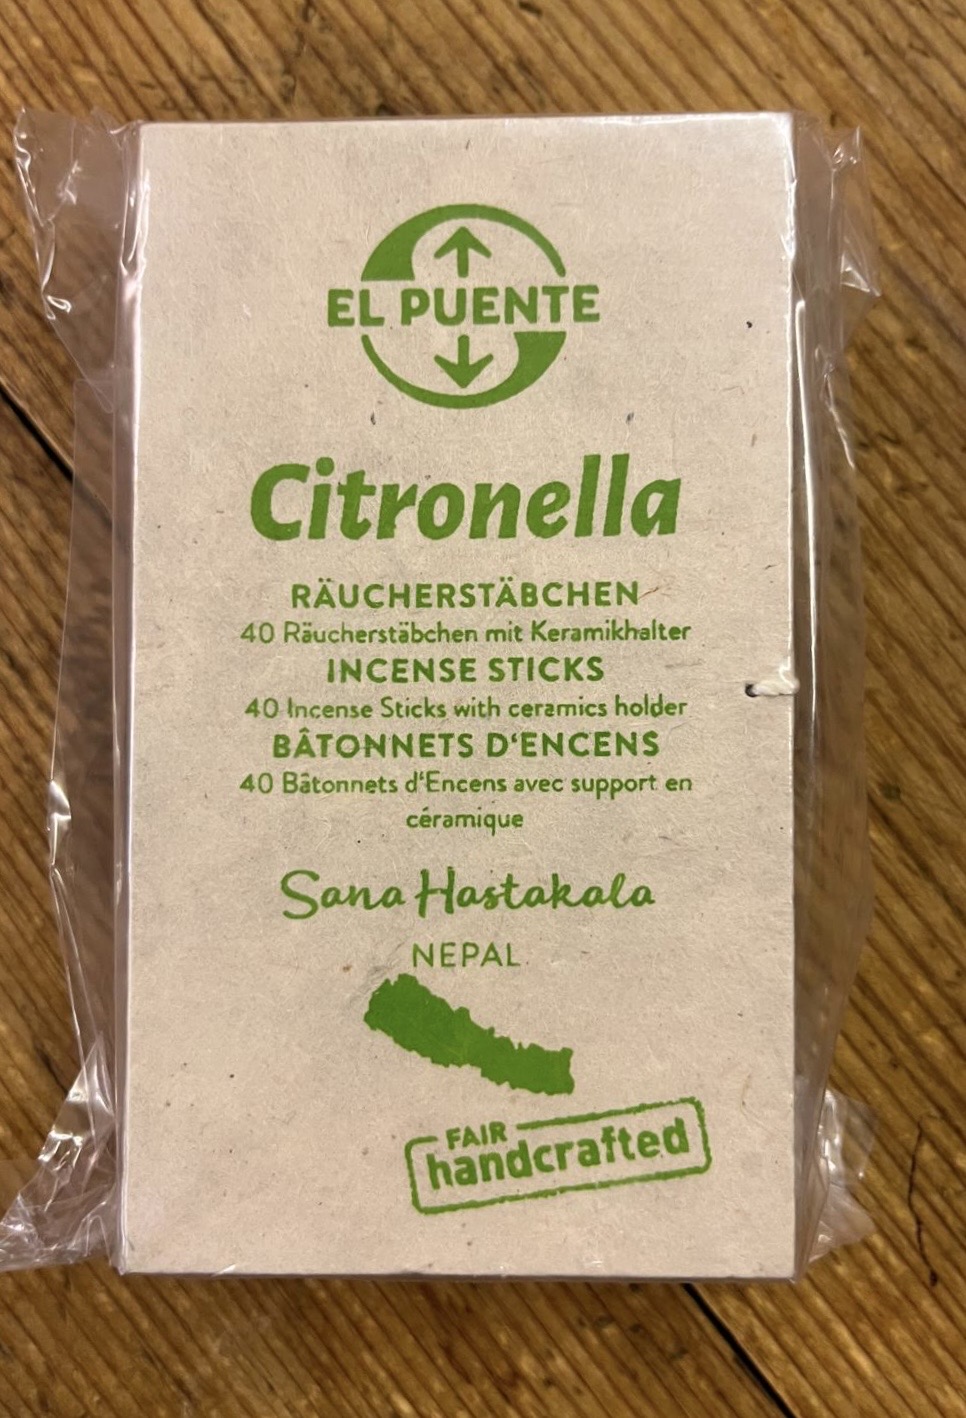 EL PUENTE
Citronella
RÄUCHERSTÄBCHEN
40 Räucherstäbchen mit Keramikhalter
INCENSE STICKS
40 Incense Sticks with ceramics holder
BÂTONNETS D‘ENCENS
40 Bâtonnets d‘Encens avec support en
céramique
Sana Hastakala
NEPAL
FAIR
handcrafted